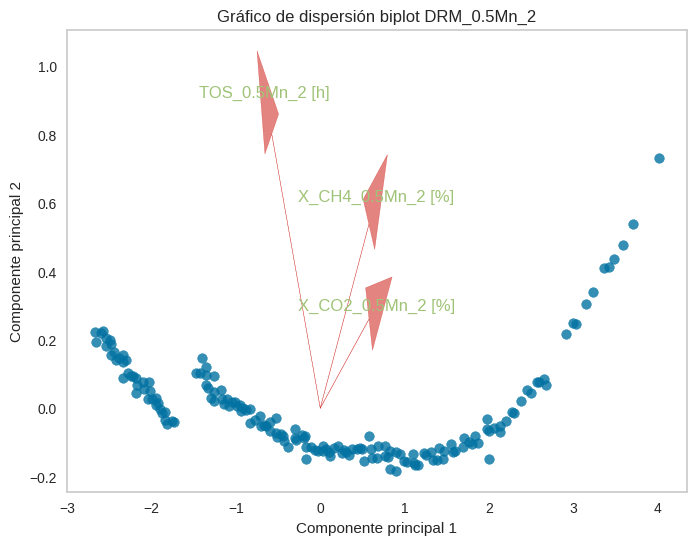 Gráfico de dispersión biplot DRM_0.5Mn_2
Componente principal 2
1.0
0.8
0.6
0.4
0.2
0.0
−0.2
TOS_0.5Mn_2 [h]
X_CH4_0.5Mn_2 [%]
X_CO2_0.5Mn_2 [%]
−3
−2
−1
0
1
2
3
4
Componente principal 1